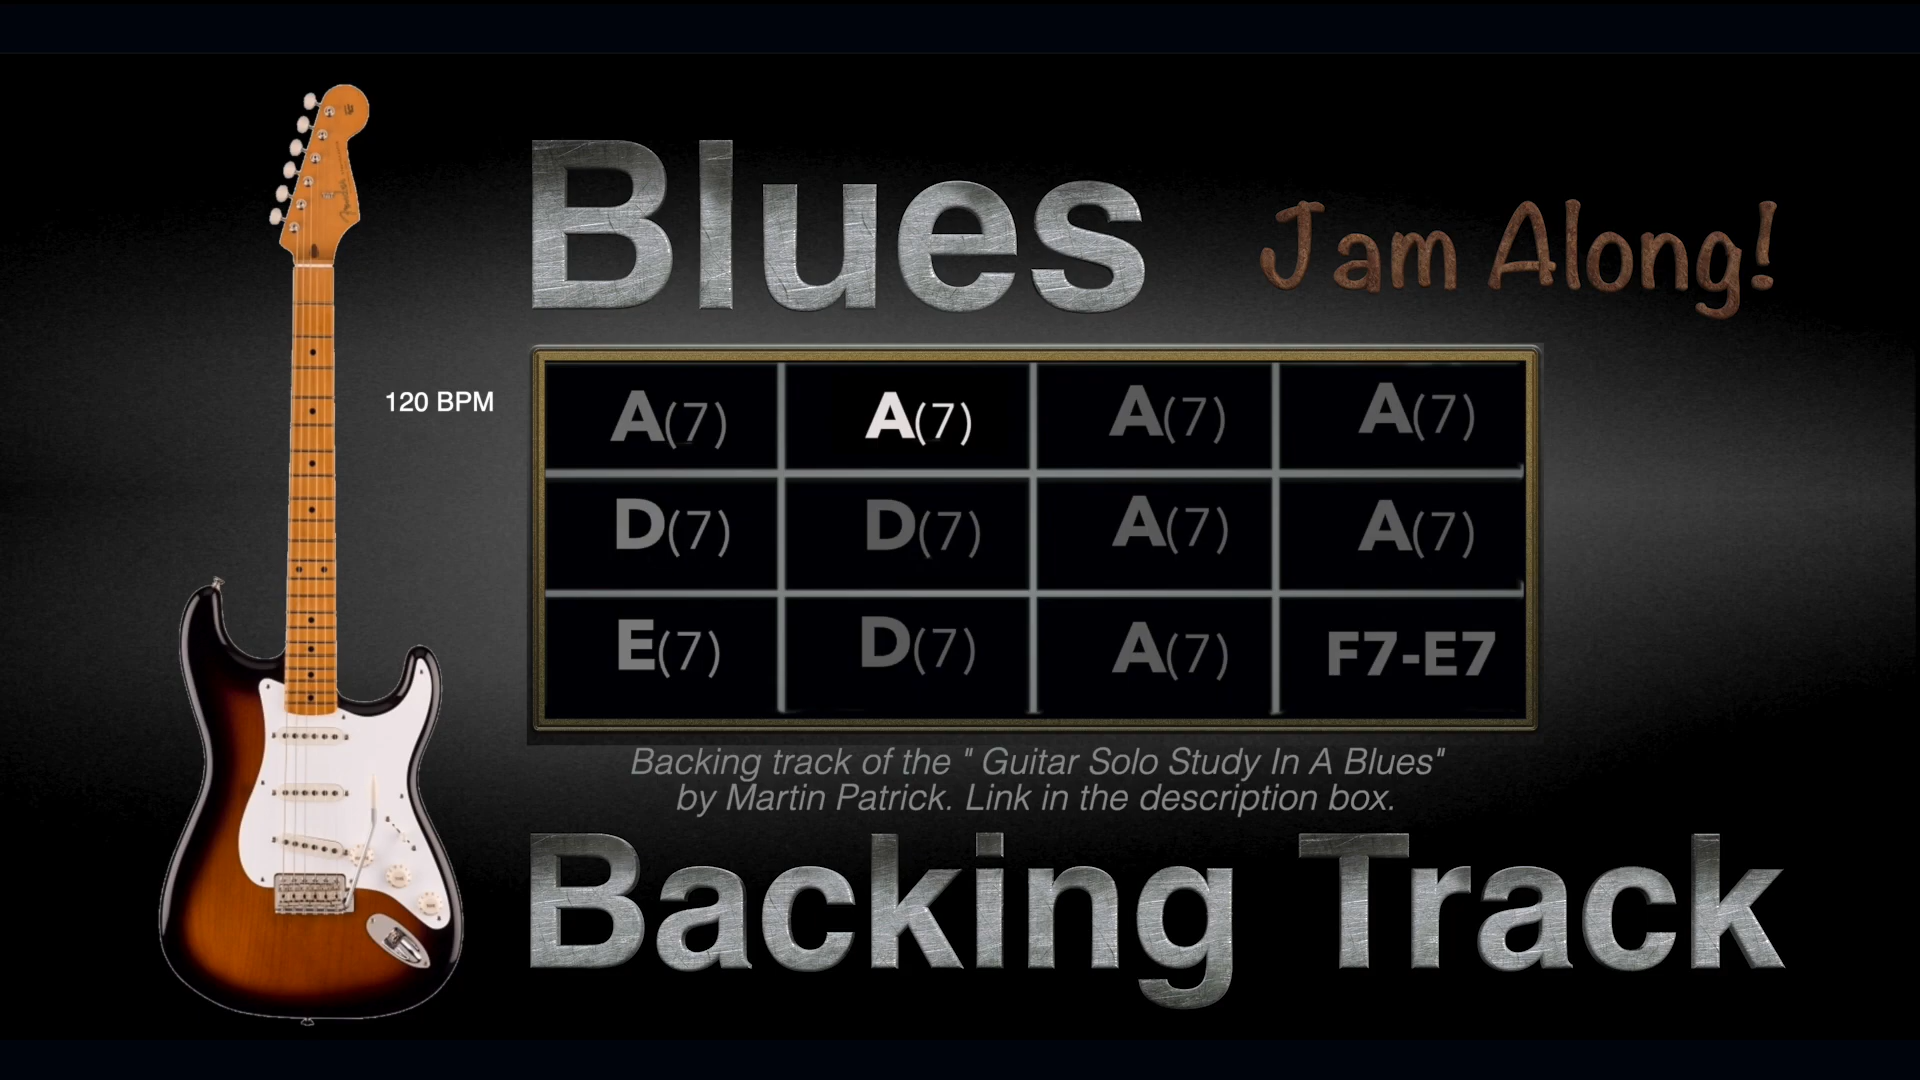 Blues
Jam Along!
120 BPM
A(7) A(7) A(7) A(7)
D(7) D(7) A(7) A(7)
E(7) D(7) A(7) F7-E7
Backing track of the " Guitar Solo Study In A Blues"
by Martin Patrick. Link in the description box.
Backing Track
Fender